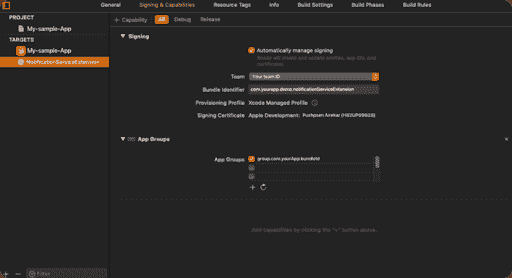 General Signing & Capabilities Resource Tags Info Build Settings Build Phases Build Rules
+ Capability All Debug Release
PROJECT
My-sample-App
TARGETS
My-sample-App
NotificationServiceExtension
Signing
Automatically manage signing
Xcode will create and update profiles, app IDs, and
certificates.
Team Your team ID
Bundle Identifier com.yourapp.demo.notificationServiceExtension
Provisioning Profile Xcode Managed Profile
Signing Certificate Apple Development:
App Groups
App Groups group.com.yourApp.bundleId
Add capabilities by clicking the "+" button above.
Filter